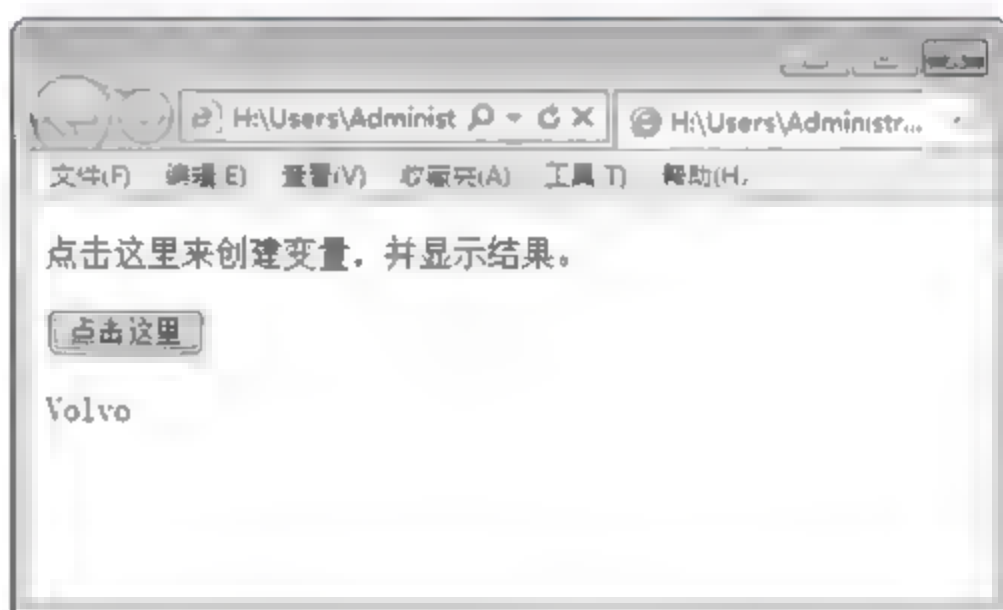 H:\Users\Administ H:\Users\Administr...
文件(F) 编辑 E) 查看(V) 收藏夹(A) 工具 T) 帮助(H,
点击这里来创建变量，并显示结果。
点击这里
Volvo